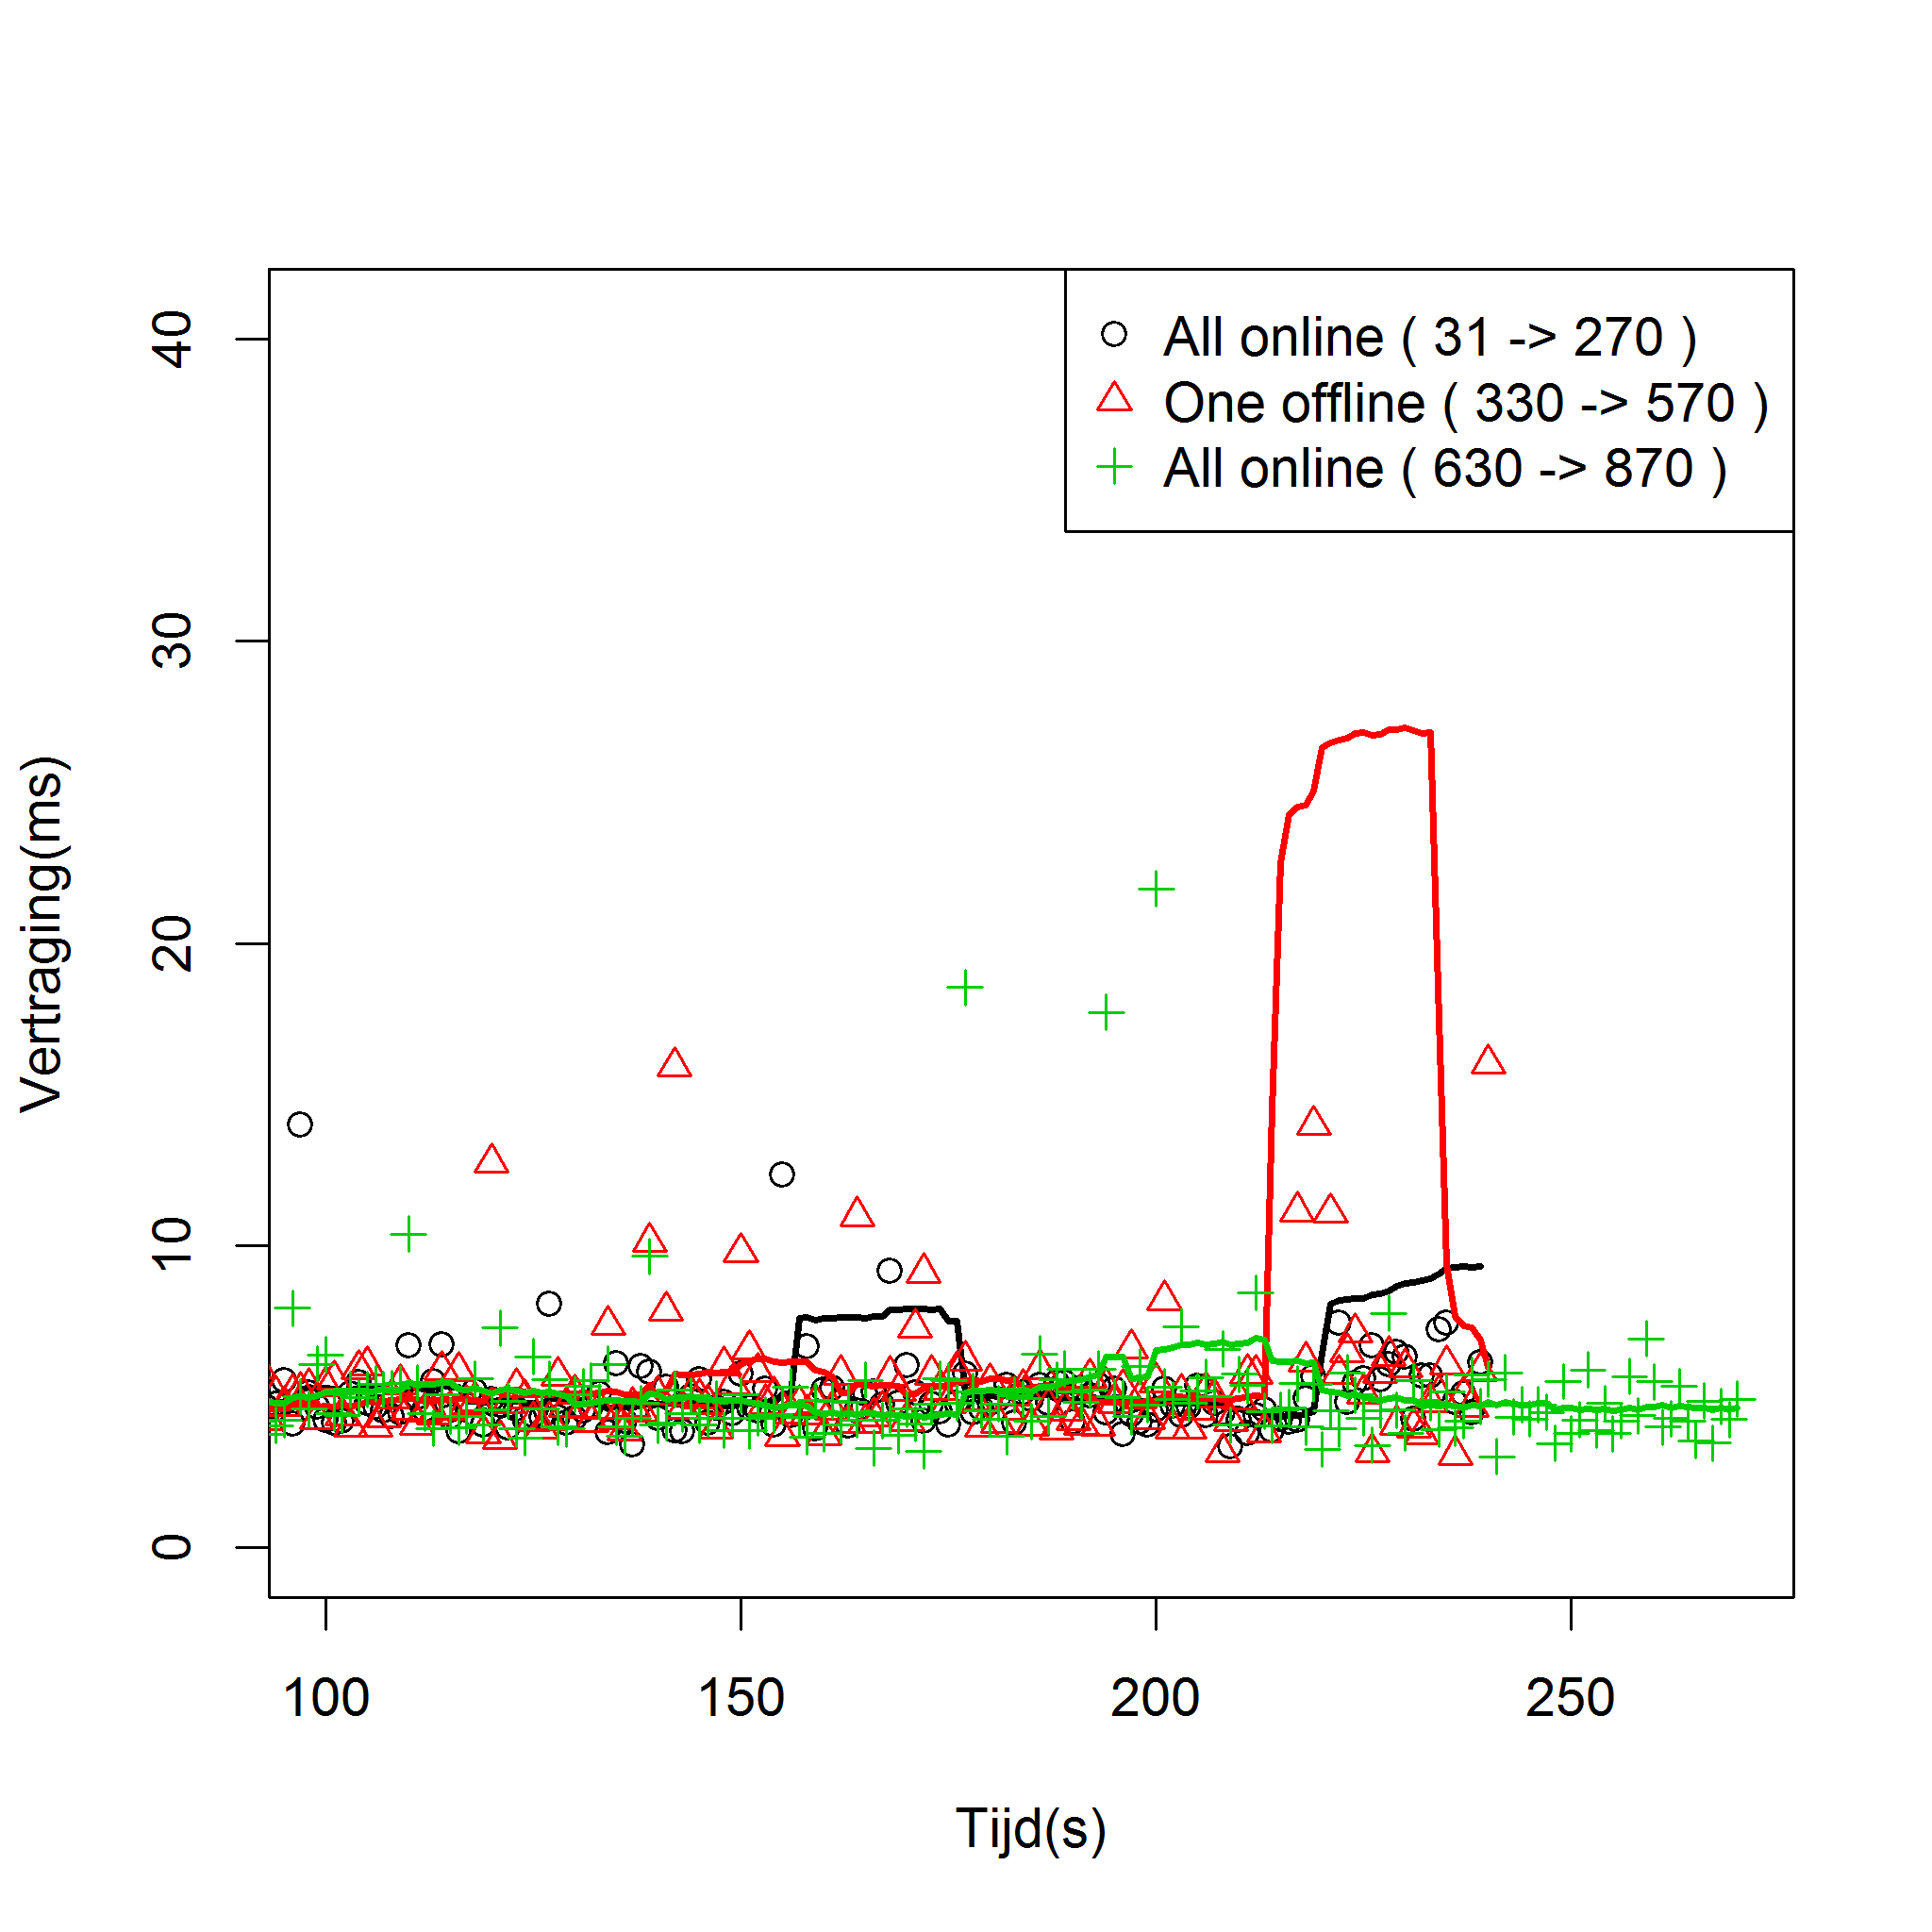 All online ( 31 -> 270 )
One offline ( 330 -> 570 )
All online ( 630 -> 870 )
40
30
20
10
0
Vertraging(ms)
100 150 200 250
Tijd(s)